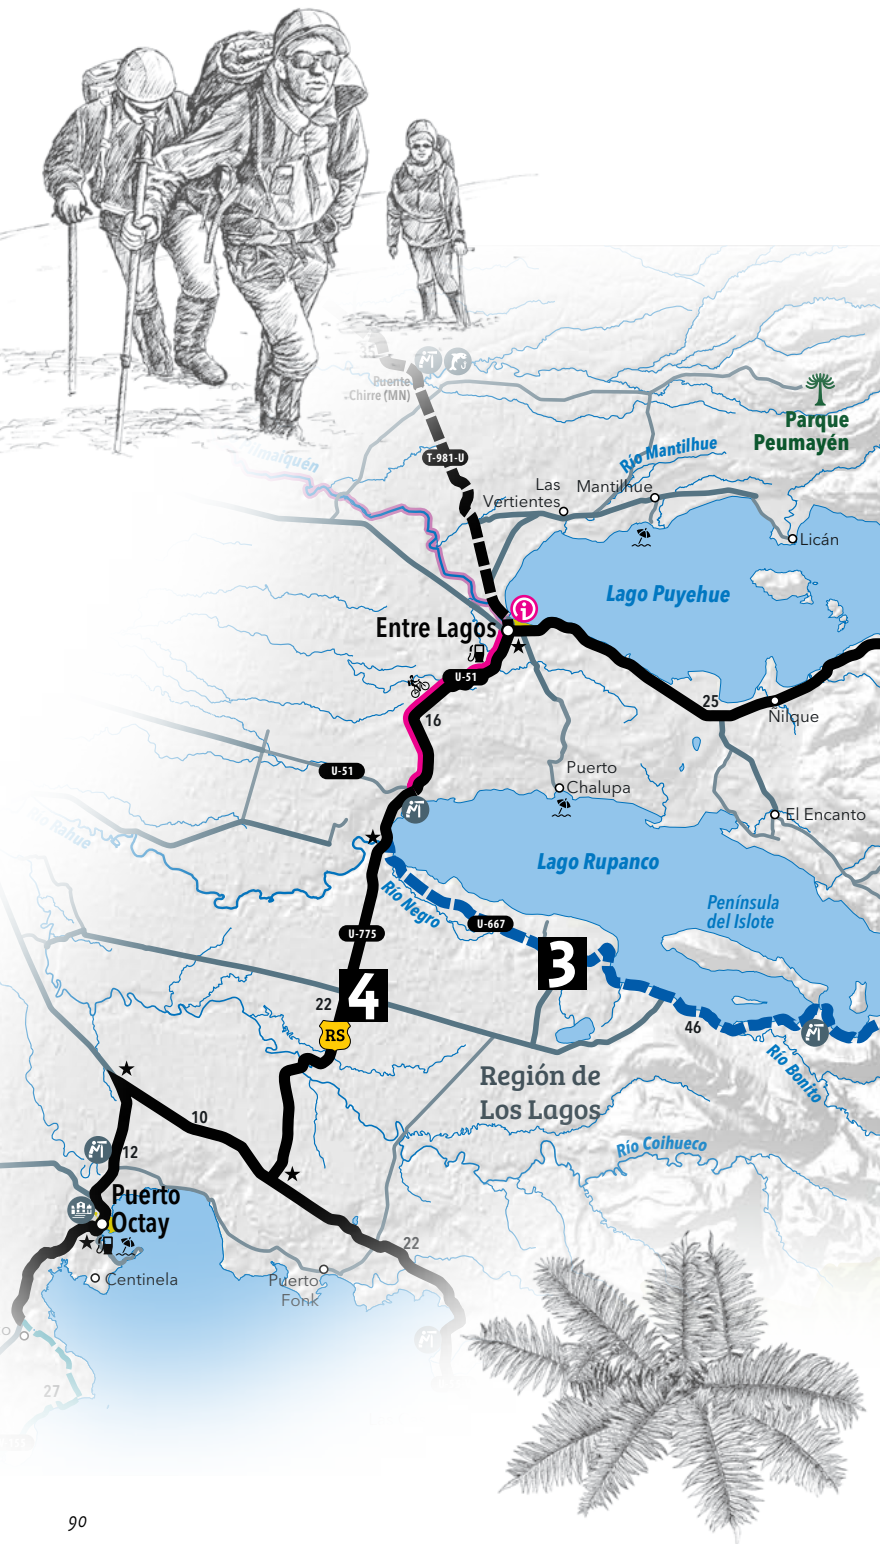 Puente
Chirre (MN)
Parque
Peumayén
Río Mantilhue
T-981-U
Las
Vertientes
Mantilhue
Licán
Lago Puyehue
i
Entre Lagos
U-51
25
16
Nilque
U-51
Puerto
Chalupa
El Encanto
Rahue
Lago Rupanco
Río Negro
Península
del Islote
U-667
U-775
3
4
22
RS
46
Río Bonito
Región de
Los Lagos
10
Río Coihueco
12
Puerto
Octay
22
Centinela
Puerto
Fonk
o
27
90